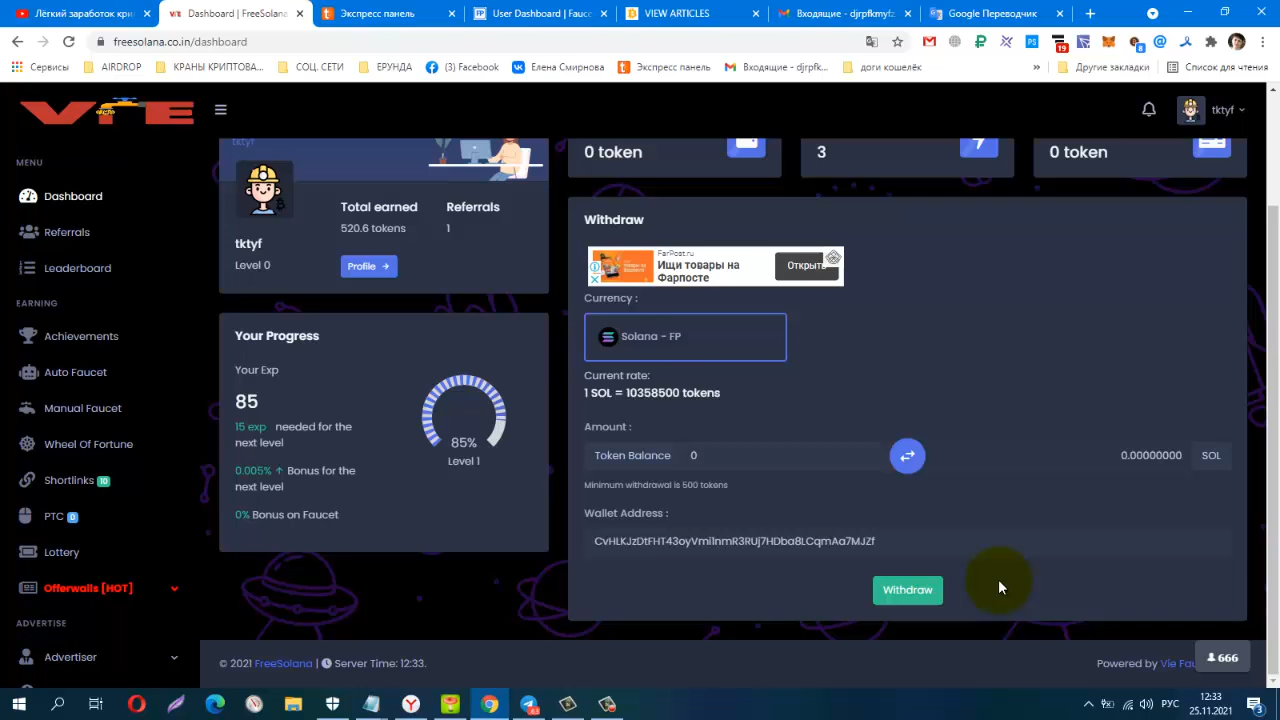 Лёгкий заработок кри
Dashboard | FreeSolana
Экспресс панель
User Dashboard | Fauce
VIEW ARTICLES
Входящие - djrpfkmyfz
Google Переводчик
freesolana.co.in/dashboard
Сервисы
AIRDROP
КРАНЫ КРИПТОВА...
СОЦ. СЕТИ
ЕРУНДА
(3) Facebook
Елена Смирнова
Экспресс панель
Входящие - djrpfk...
доги кошелёк
»
Другие закладки
Список для чтения
VIE
tktyf
MENU
Dashboard
Referrals
Leaderboard
EARNING
Achievements
Auto Faucet
Manual Faucet
Wheel Of Fortune
Shortlinks 10
PTC 0
Lottery
Offerwalls [HOT]
ADVERTISE
Advertiser
tktyf
Total earned
520.6 tokens
Referrals
1
tktyf
Level 0
Profile →
Your Progress
Your Exp
85
15 exp needed for the
next level
0.005% ↑ Bonus for the
next level
0% Bonus on Faucet
85%
Level 1
0 token
3
0 token
Withdraw
FarPost.ru
Ищи товары на
Фарпосте
Открыть
Currency :
Solana - FP
Current rate:
1 SOL = 10358500 tokens
Amount :
Token Balance 0
0.00000000 SOL
Minimum withdrawal is 500 tokens
Wallet Address :
CvHLKJzDtFHT43oyVmi1nmR3RUj7HDba8LCqmAa7MJZf
Withdraw
© 2021 FreeSolana | Server Time: 12:33.
Powered by Vie Fau
666
РУС
12:33
25.11.2021